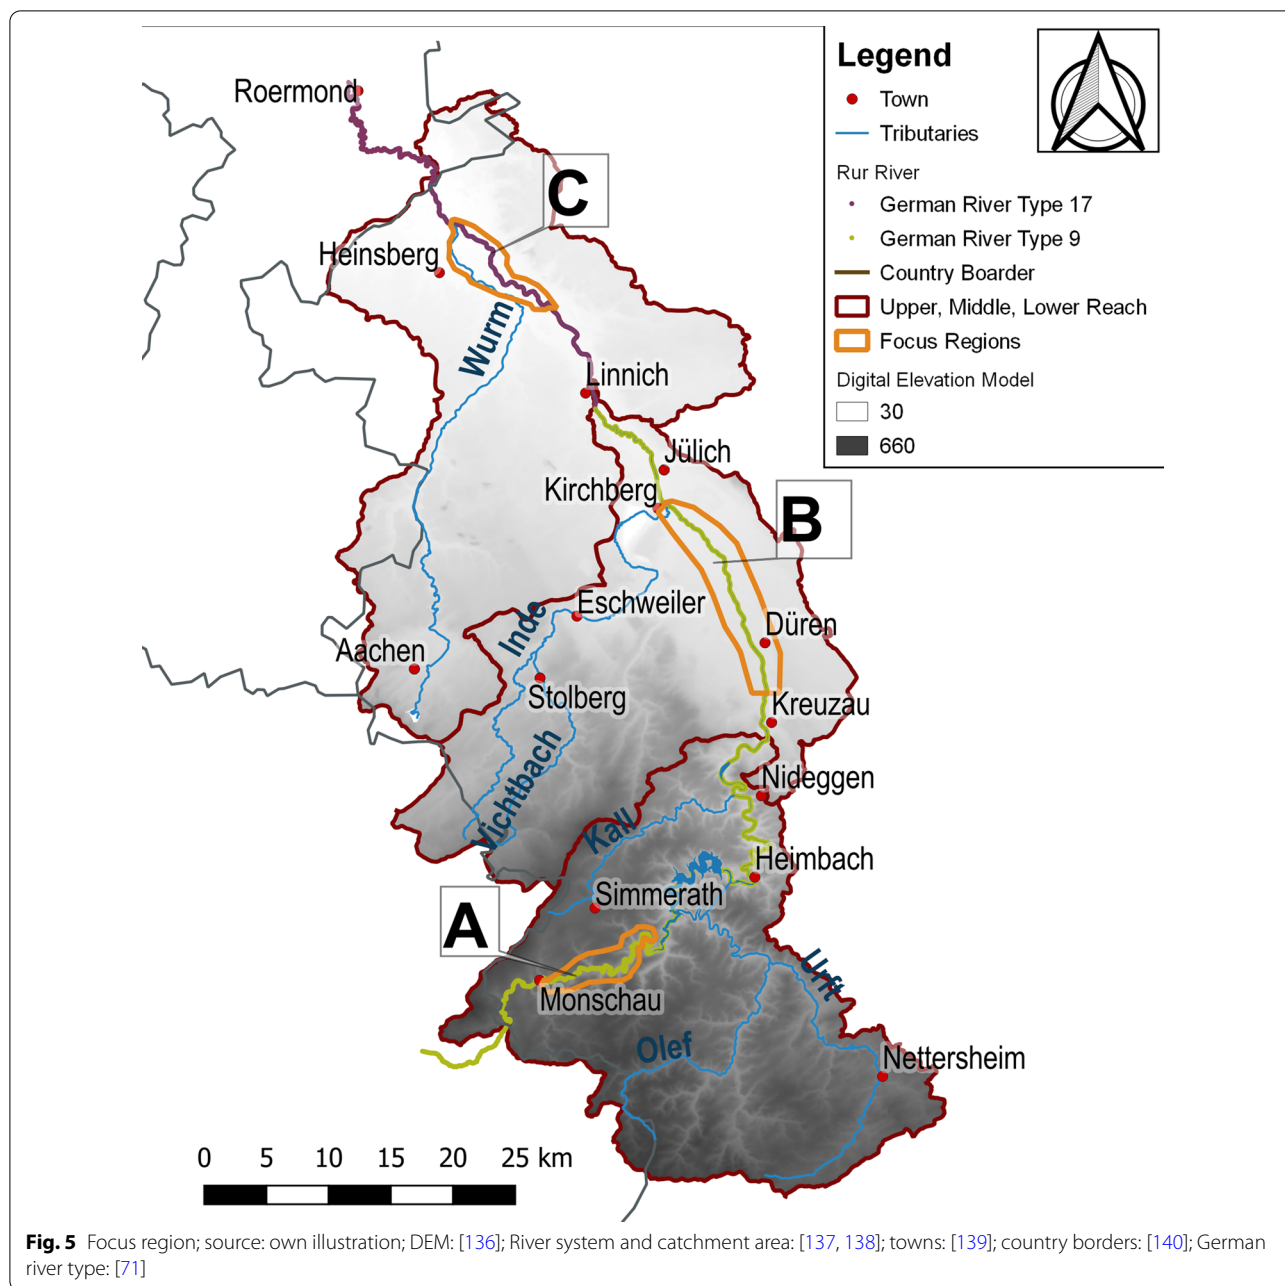 Legend
Town
Tributaries
Rur River
German River Type 17
German River Type 9
Country Boarder
Upper, Middle, Lower Reach
Focus Regions
Digital Elevation Model
30
660
Roermond
C
Heinsberg
Wurm
Linnich
Jülich
Kirchberg
B
Eschweiler
Inde
Düren
Aachen
Stolberg
Kreuzau
Vichtbach
Nideggen
Kall
Heimbach
Simmerath
A
Urft
Monschau
Olef
Nettersheim
0 5 10 15 20 25 km
Fig. 5 Focus region; source: own illustration; DEM: [136]; River system and catchment area: [137, 138]; towns: [139]; country borders: [140]; German
river type: [71]